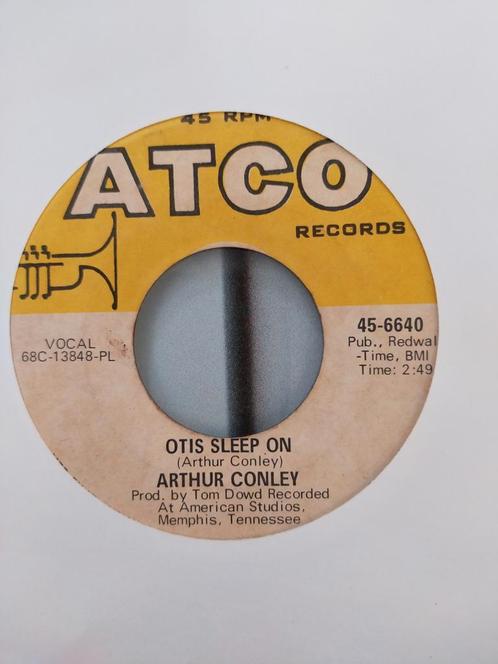 45 RPM
ATCO
RECORDS
VOCAL
68C-13848-PL
45-6640
Pub., Redwal
-Time, BMI
Time: 2:49
OTIS SLEEP ON
(Arthur Conley)
ARTHUR CONLEY
Prod. by Tom Dowd Recorded
At American Studios,
Memphis, Tennessee